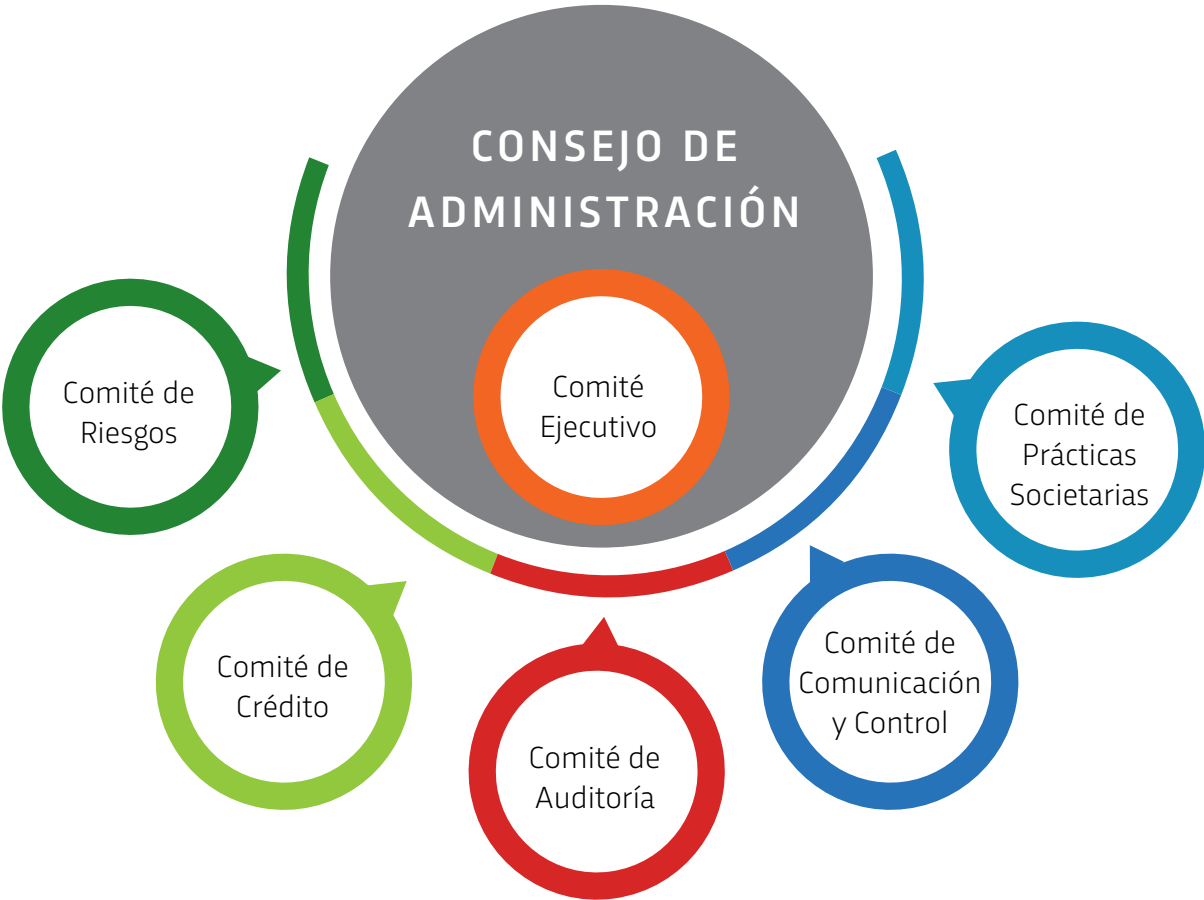 CONSEJO DE
ADMINISTRACIÓN
Comité
Ejecutivo
Comité de
Riesgos
Comité de
Crédito
Comité de
Auditoría
Comité de
Comunicación
y Control
Comité de
Prácticas
Societarias